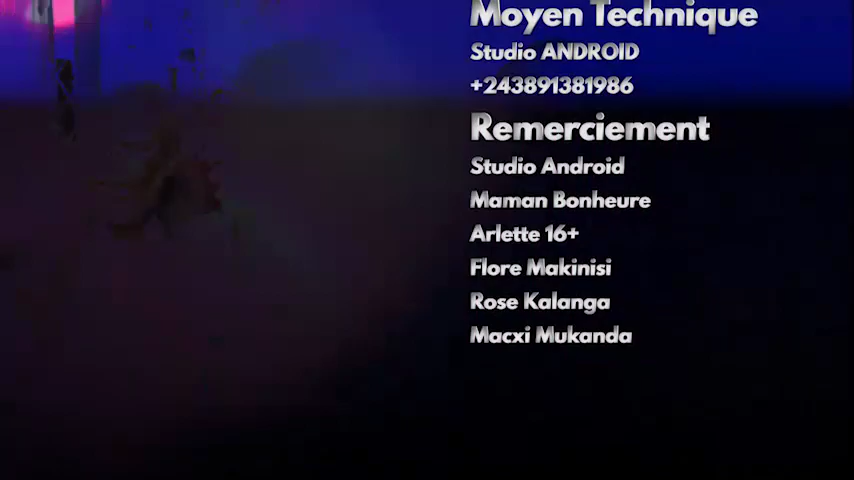 Moyen Technique
Studio ANDROID
+243891381986
Remerciement
Studio Android
Maman Bonheure
Arlette 16+
Flore Makinisi
Rose Kalanga
Macxi Mukanda